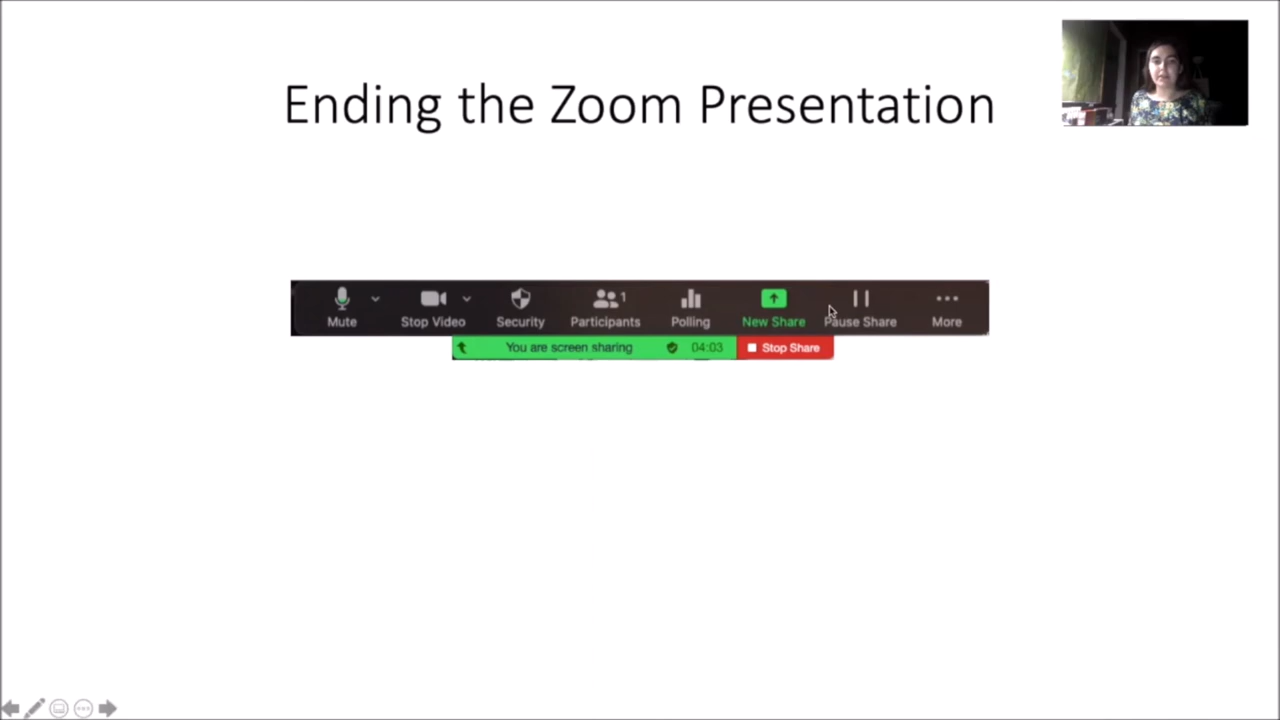 Ending the Zoom Presentation
Mute Stop Video Security Participants 1 Polling New Share Pause Share More
You are screen sharing 04:03 Stop Share